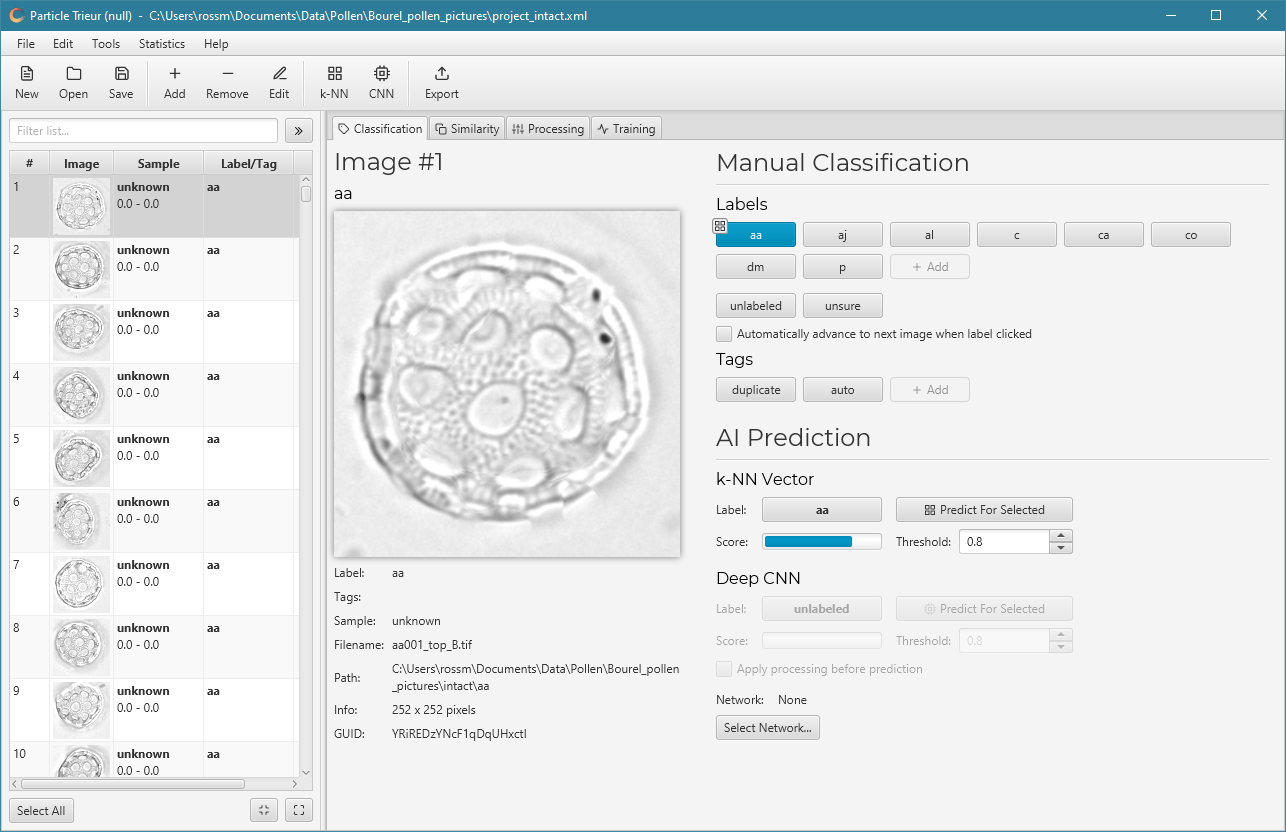 Particle Trieur (null) - C:\Users\rossm\Documents\Data\Pollen\Bourel_pollen_pictures\project_intact.xml
File Edit Tools Statistics Help
New Open Save Add Remove Edit k-NN CNN Export
Filter list...
# Image Sample Label/Tag
1 unknown aa
0.0 - 0.0
2 unknown aa
0.0 - 0.0
3 unknown aa
0.0 - 0.0
4 unknown aa
0.0 - 0.0
5 unknown aa
0.0 - 0.0
6 unknown aa
0.0 - 0.0
7 unknown aa
0.0 - 0.0
8 unknown aa
0.0 - 0.0
9 unknown aa
0.0 - 0.0
10 unknown aa
0.0 - 0.0
Select All
Classification Similarity Processing Training
Image #1
aa
Label: aa
Tags:
Sample: unknown
Filename: aa001_top_B.tif
Path: C:\Users\rossm\Documents\Data\Pollen\Bourel_pollen
_pictures\intact\aa
Info: 252 x 252 pixels
GUID: YRiREDzYNcF1qDqUHxctI
Manual Classification
Labels
aa aj al c ca co
dm p + Add
unlabeled unsure
Automatically advance to next image when label clicked
Tags
duplicate auto + Add
AI Prediction
k-NN Vector
Label: aa Predict For Selected
Score: Threshold: 0.8
Deep CNN
Label: unlabeled Predict For Selected
Score: Threshold: 0.8
Apply processing before prediction
Network: None
Select Network...